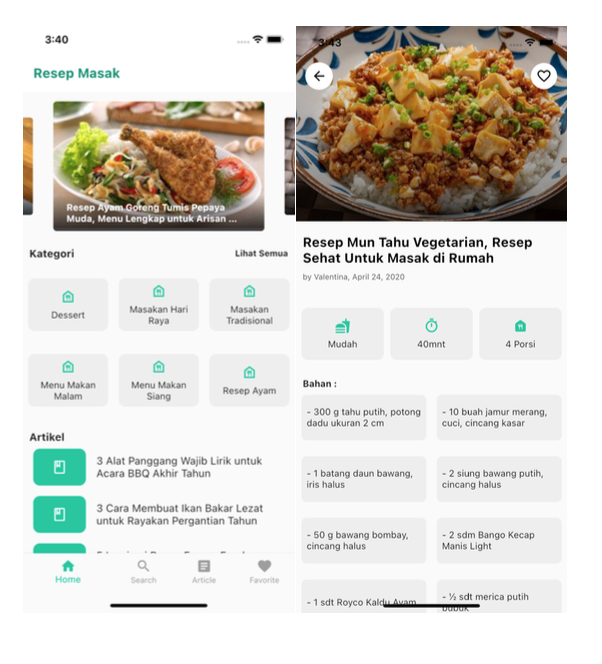 3:40
Resep Masak
Resep Ayam Goreng Tumis Pepaya
Muda, Menu Lengkap untuk Arisan ...
Kategori
Lihat Semua
Dessert
Masakan Hari
Raya
Masakan
Tradisional
Menu Makan
Malam
Menu Makan
Siang
Resep Ayam
Artikel
3 Alat Panggang Wajib Lirik untuk
Acara BBQ Akhir Tahun
3 Cara Membuat Ikan Bakar Lezat
untuk Rayakan Pergantian Tahun
Home
Search
Article
Favorite
3:43
Resep Mun Tahu Vegetarian, Resep
Sehat Untuk Masak di Rumah
by Valentina, April 24, 2020
Mudah
40mnt
4 Porsi
Bahan :
- 300 g tahu putih, potong
dadu ukuran 2 cm
- 10 buah jamur merang,
cuci, cincang kasar
- 1 batang daun bawang,
iris halus
- 2 siung bawang putih,
cincang halus
- 50 g bawang bombay,
cincang halus
- 2 sdm Bango Kecap
Manis Light
- 1 sdt Royco Kaldu Ayam
- ½ sdt merica putih
bubuk